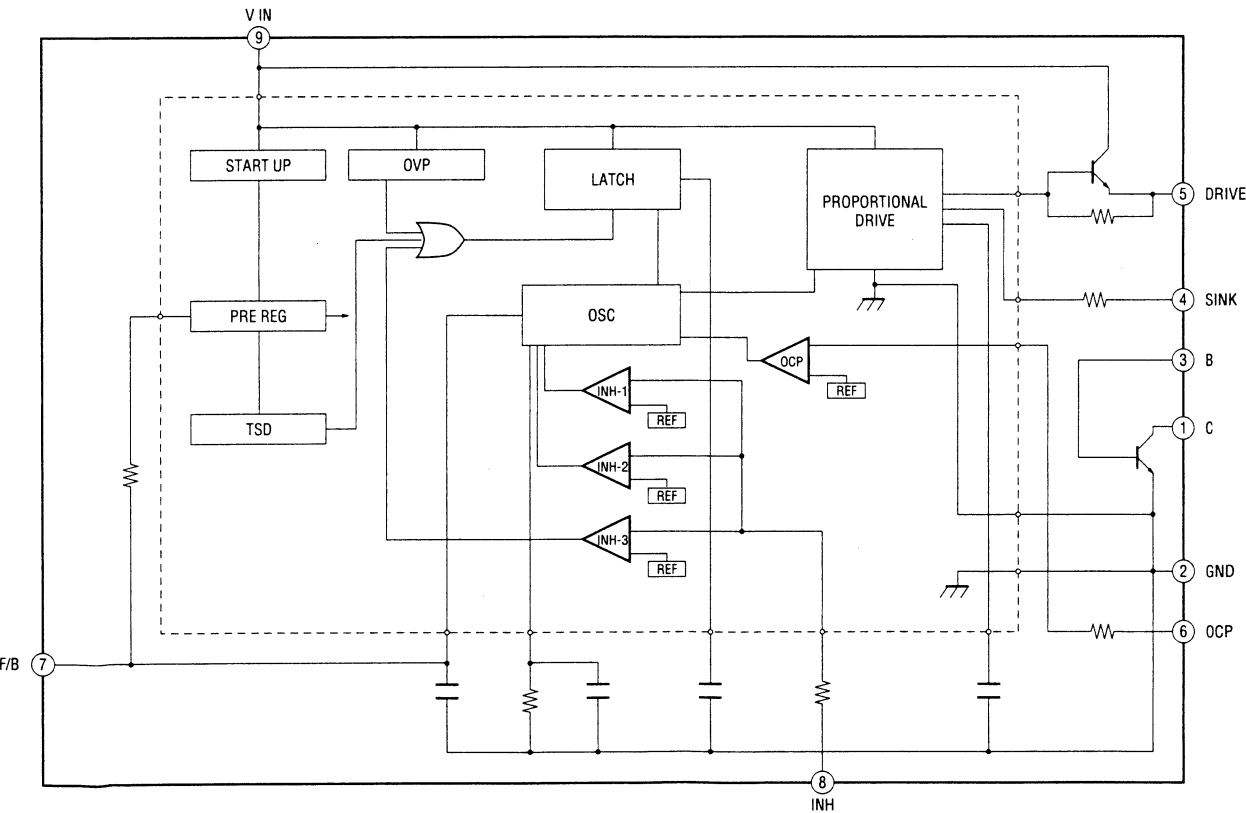 V IN
9
START UP
OVP
LATCH
PROPORTIONAL
DRIVE
5 DRIVE
PRE REG
OSC
4 SINK
OCP
REF
3 B
INH-1
REF
TSD
1 C
INH-2
REF
INH-3
REF
2 GND
6 OCP
F/B 7
8
INH